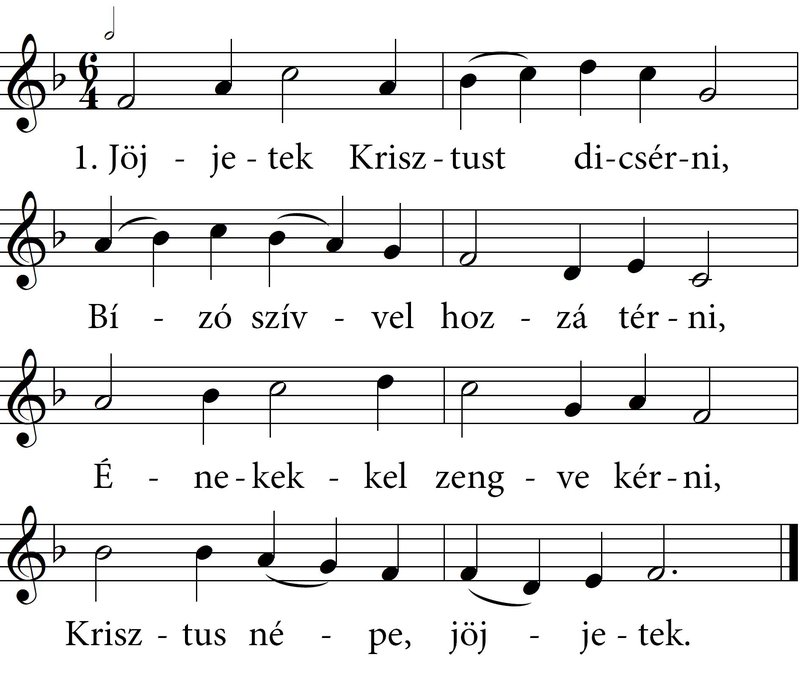 6
4
1. Jöj - je - tek Krisz - tust di - csér - ni,
Bí - zó szív - vel hoz - zá tér - ni,
É - ne - kek - kel zeng - ve kér - ni,
Krisz - tus né - pe, jöj - je - tek.